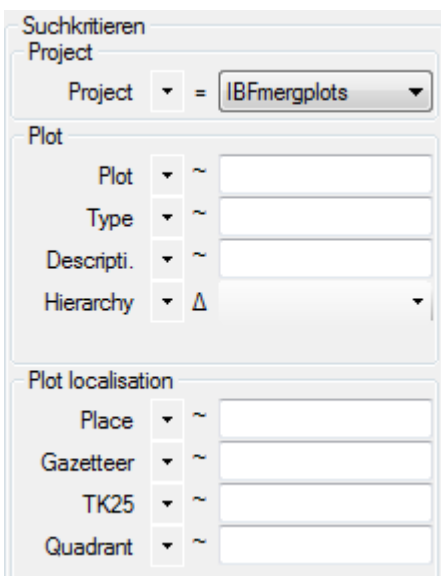 Suchkritieren
Project
Project = IBFmergplots
Plot
Plot ~
Type ~
Descripti. ~
Hierarchy Δ
Plot localisation
Place ~
Gazetteer ~
TK25 ~
Quadrant ~